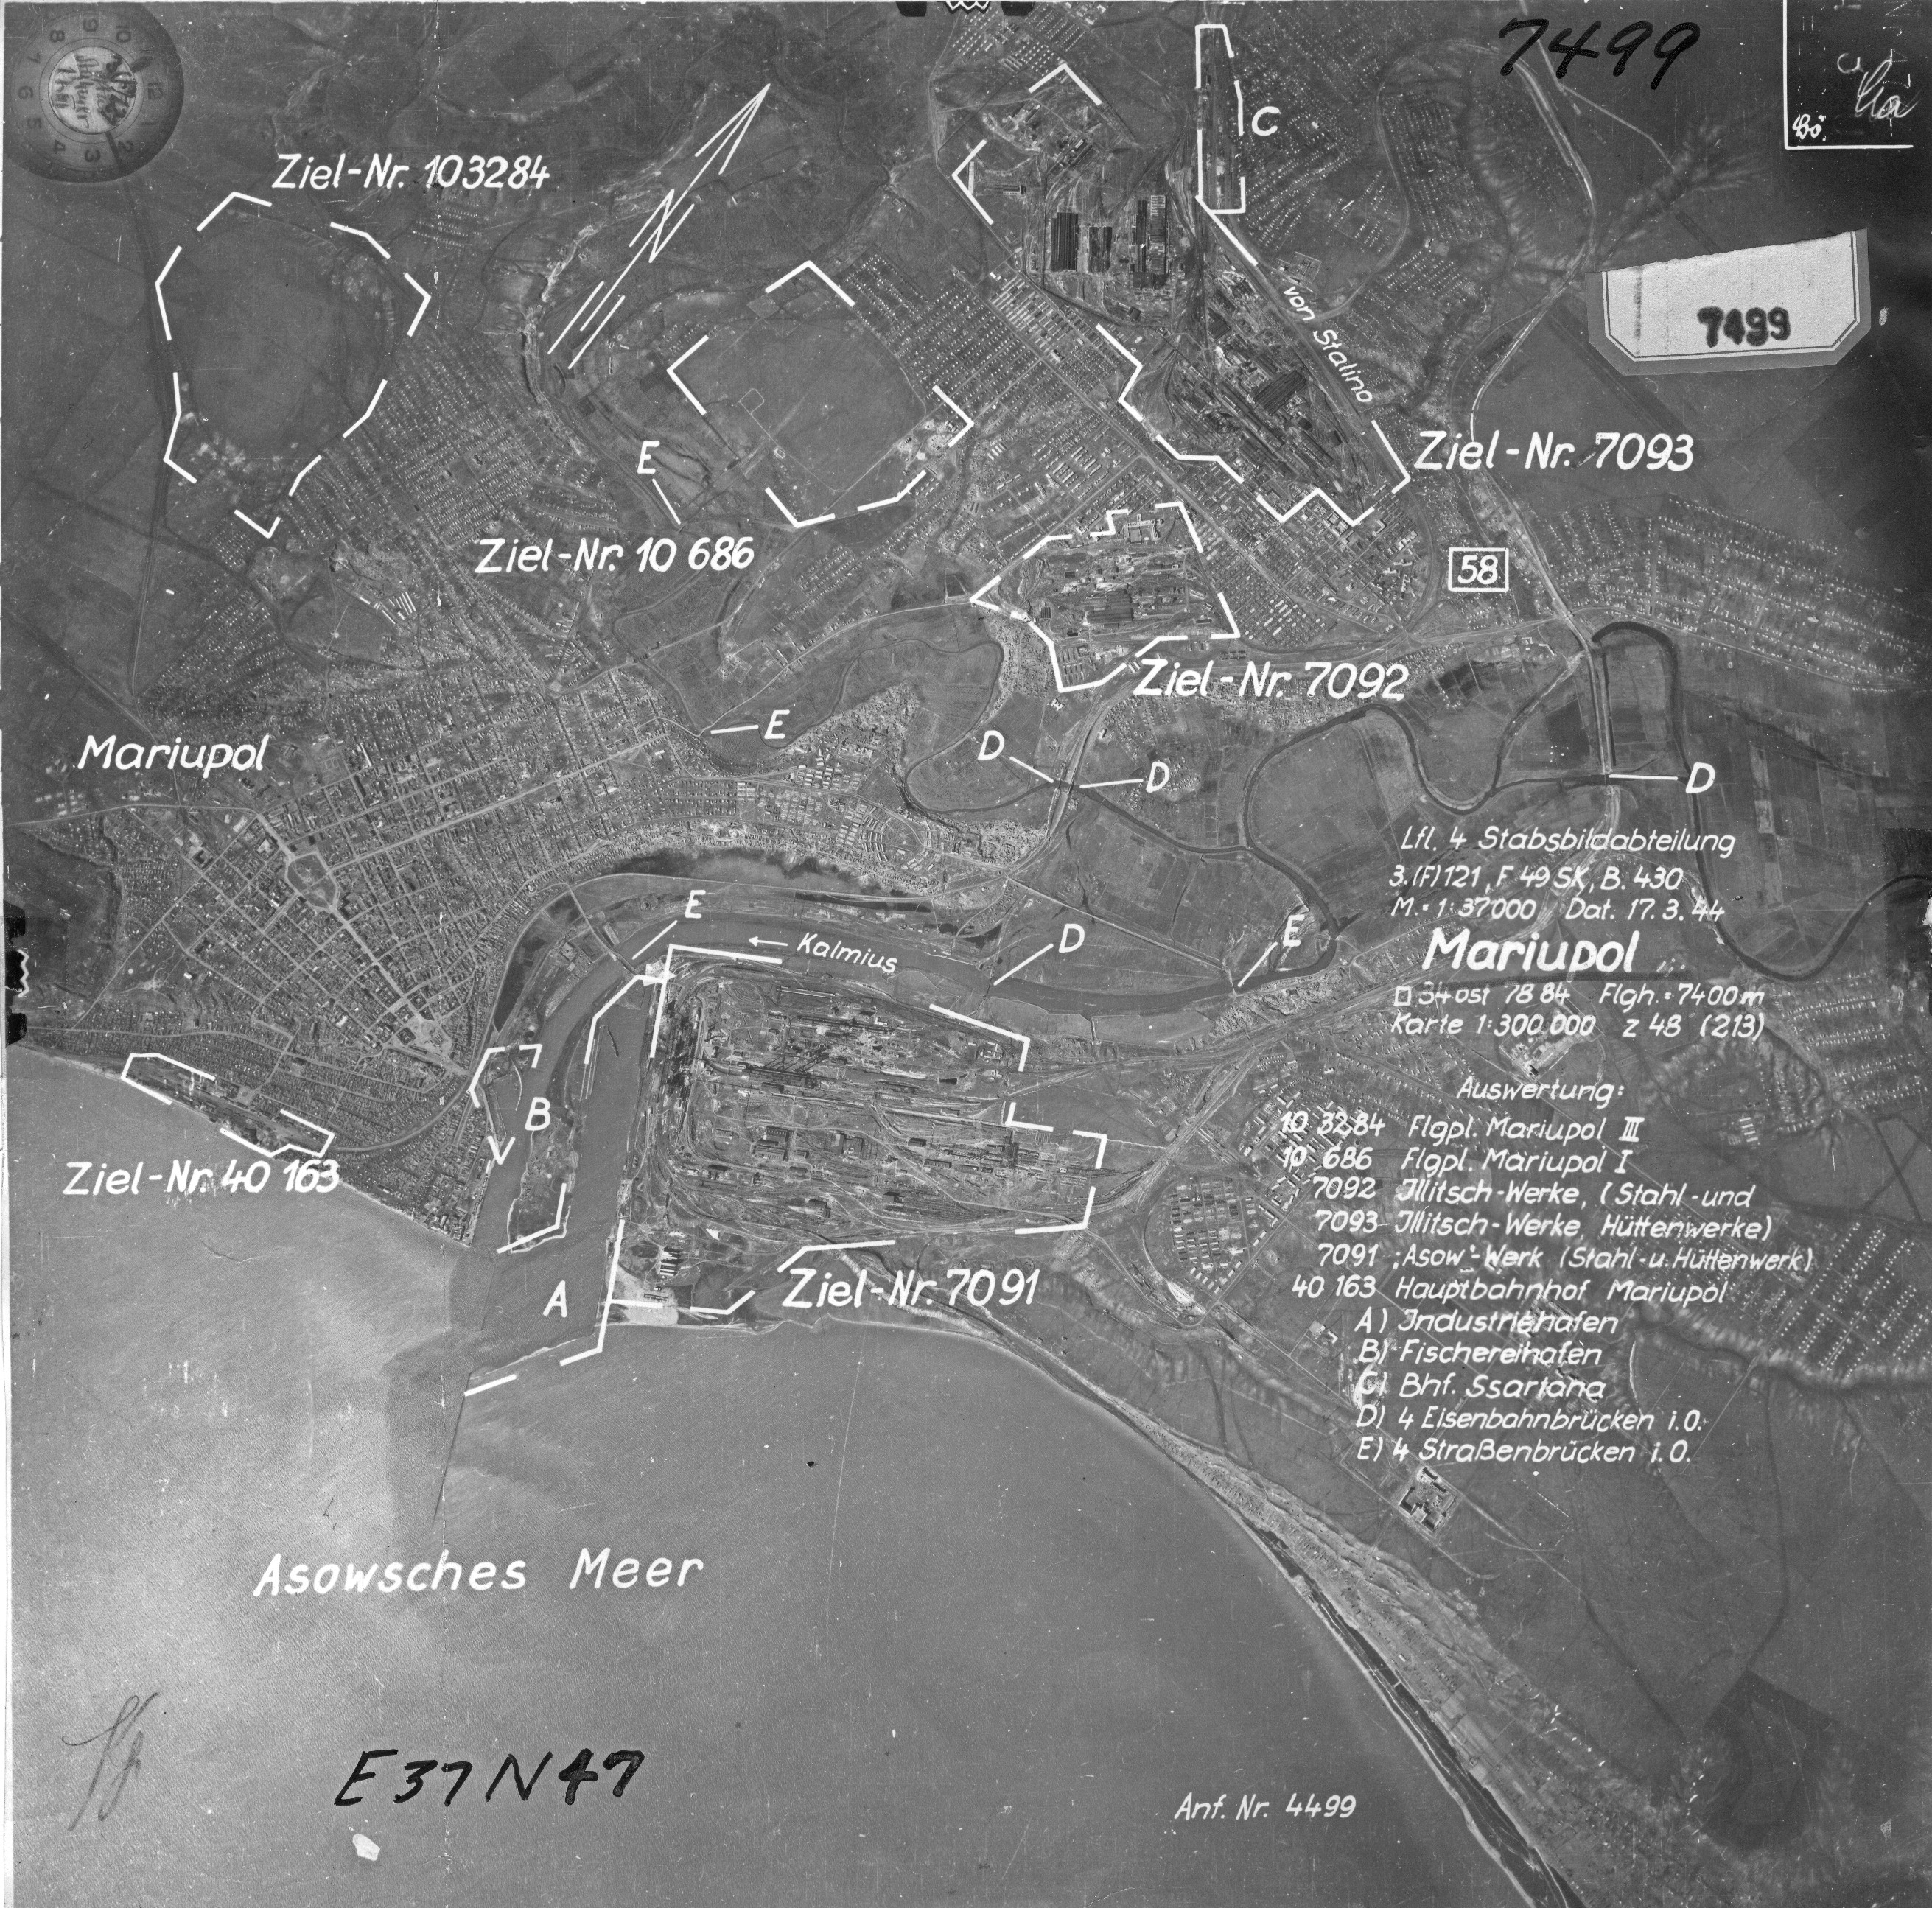 7499
Bö.
Ziel-Nr. 103284
C
von Stalino
7499
Ziel-Nr. 7093
E
Ziel-Nr. 10 686
58
Ziel-Nr. 7092
Mariupol
E
D
D
D
Lfl. 4 Stabsbildabteilung
3.(F)121, F 49 SK, B. 430
M. = 1:37000 Dat. 17.3.44
Mariupol
34 ost 78 84 Flgh. = 7400m
Karte 1:300 000 z 48 (213)
E
← Kalmius
D
E
B
Ziel-Nr. 40 163
A
Ziel-Nr. 7091
Auswertung:
10 3284 Flgpl. Mariupol III
10 686 Flgpl. Mariupol I
7092 Jllitsch-Werke, (Stahl-und
7093 Jllitsch-Werke, Hüttenwerke)
7091 „Asow"-Werk (Stahl-u. Hüttenwerk)
40 163 Hauptbahnhof Mariupol
A) Jndustriehafen
B) Fischereihafen
C) Bhf. Ssartana
D) 4 Eisenbahnbrücken i.O.
E) 4 Straßenbrücken i.O.
Asowsches Meer
E37N47
Anf. Nr. 4499